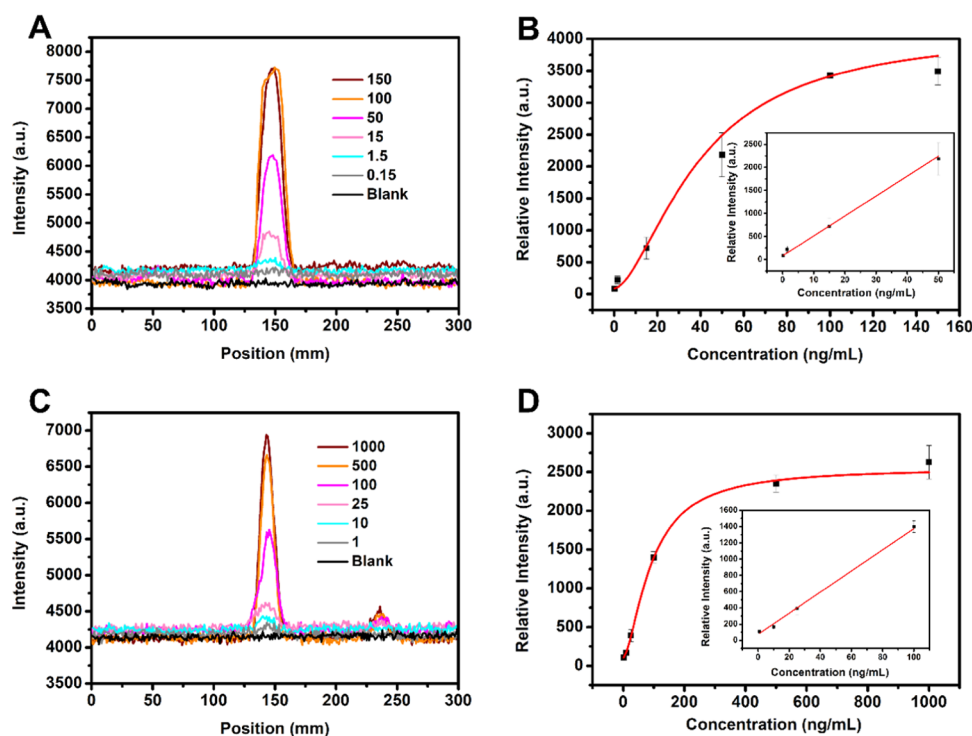 A
8000
7500
7000
6500
6000
5500
5000
4500
4000
3500
Intensity (a.u.)
0 50 100 150 200 250 300
Position (mm)
150
100
50
15
1.5
0.15
Blank
B
4000
3500
3000
2500
2000
1500
1000
500
0
Relative Intensity (a.u.)
0 20 40 60 80 100 120 140 160
Concentration (ng/mL)
2500
2000
1500
1000
500
0
Relative Intensity (a.u.)
0 10 20 30 40 50
Concentration (ng/mL)
C
7000
6500
6000
5500
5000
4500
4000
3500
Intensity (a.u.)
0 50 100 150 200 250 300
Position (mm)
1000
500
100
25
10
1
Blank
D
3000
2500
2000
1500
1000
500
0
Relative Intensity (a.u.)
0 200 400 600 800 1000
Concentration (ng/mL)
1600
1400
1200
1000
800
600
400
200
0
Relative Intensity (a.u.)
0 20 40 60 80 100
Concentration (ng/mL)